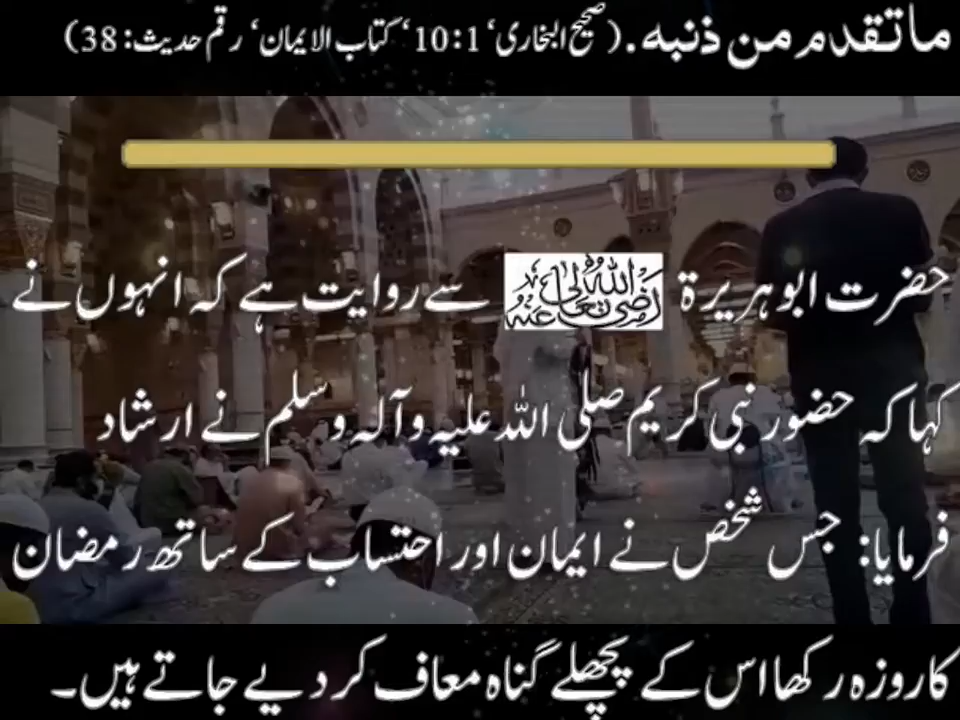 ما تقدم من ذنبه. (صحیح البخاری‘ 10:1‘ کتاب الایمان‘ رقم حدیث: 38)
حضرت ابوہریرۃ رضی اللہ تعالیٰ عنہ سے روایت ہے کہ انہوں نے
کہا کہ حضور نبی کریم صلی اللہ علیہ وآلہ وسلم نے ارشاد
فرمایا: جس شخص نے ایمان اور احتساب کے ساتھ رمضان
کا روزہ رکھا اس کے پچھلے گناہ معاف کر دیے جاتے ہیں۔